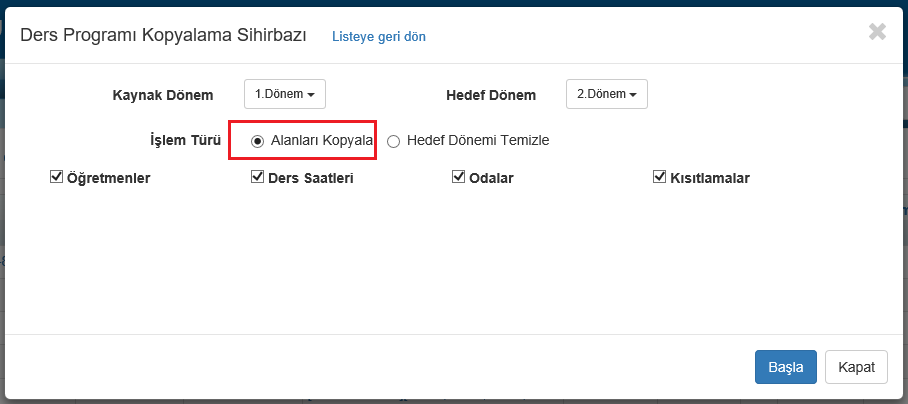 Ders Programı Kopyalama Sihirbazı Listeye geri dön
Kaynak Dönem 1.Dönem Hedef Dönem 2.Dönem
İşlem Türü Alanları Kopyala Hedef Dönemi Temizle
Öğretmenler Ders Saatleri Odalar Kısıtlamalar
Başla Kapat